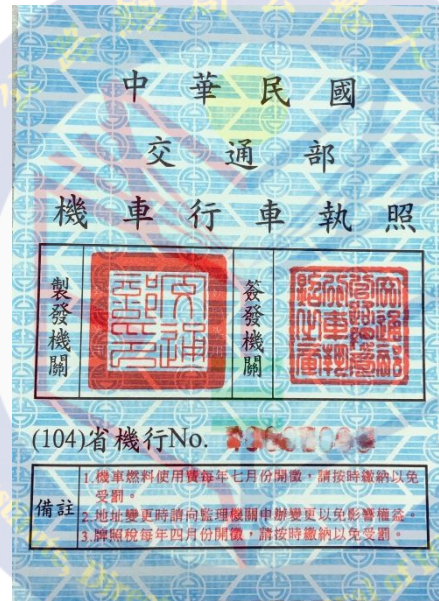 中華民國
交通部
機車行車執照
製發機關
交通部印
簽發機關
(104)省機行No.
備註
1.機車燃料使用費每年七月份開徵，請按時繳納以免
受罰。
2.地址變更時請向監理機關申辦變更以免影響權益。
3.牌照稅每年四月份開徵，請按時繳納以免受罰。